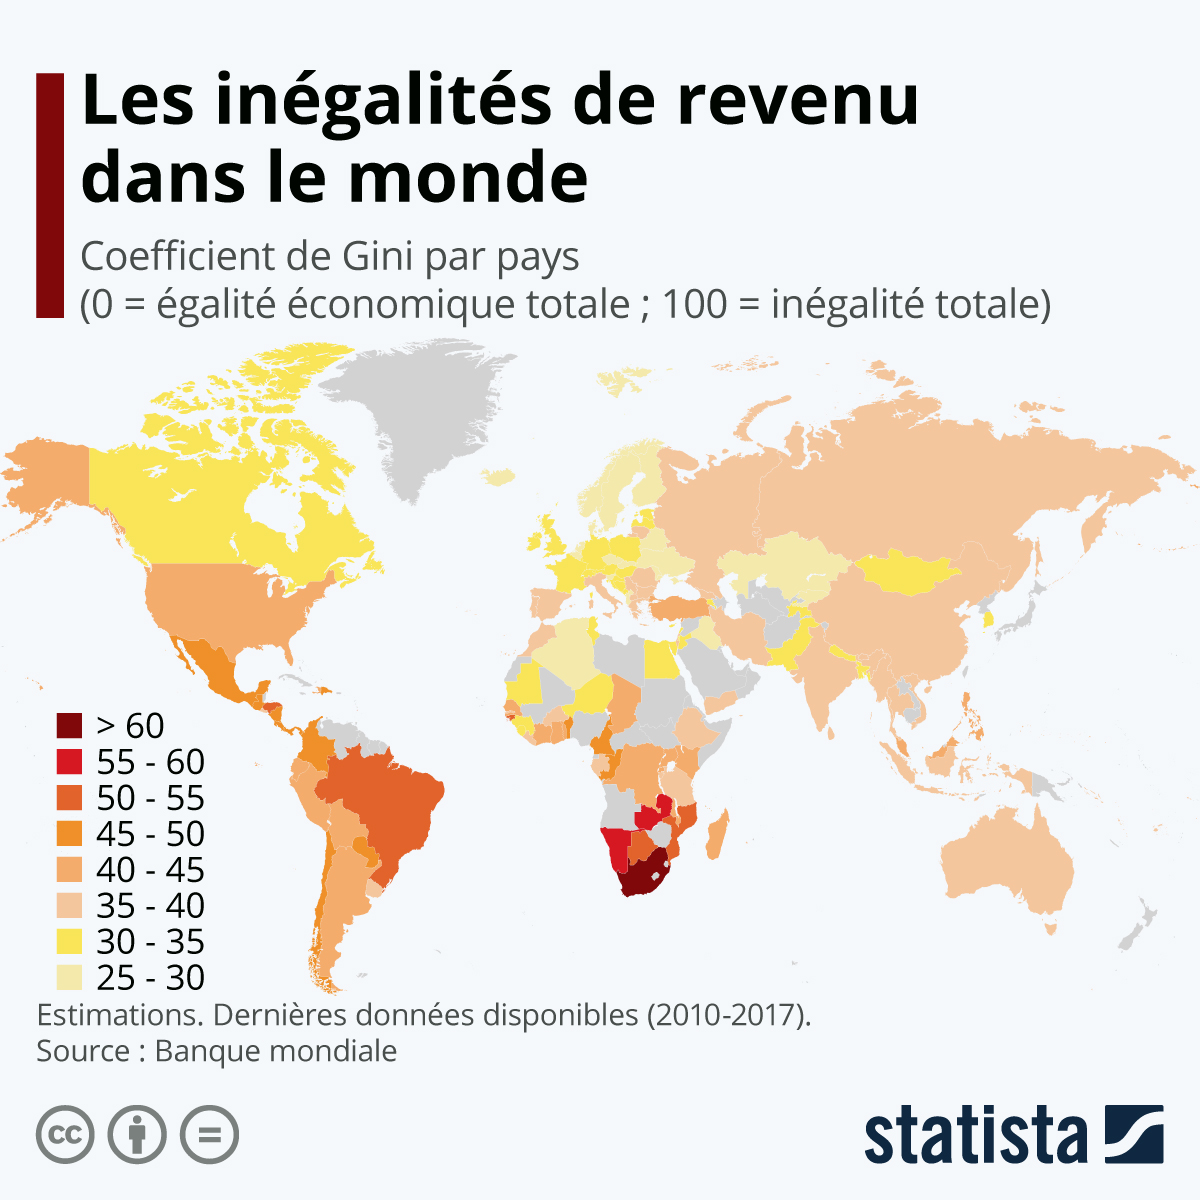 Les inégalités de revenu
dans le monde
Coefficient de Gini par pays
(0 = égalité économique totale ; 100 = inégalité totale)
> 60
55 - 60
50 - 55
45 - 50
40 - 45
35 - 40
30 - 35
25 - 30
Estimations. Dernières données disponibles (2010-2017).
Source : Banque mondiale
cc
statista